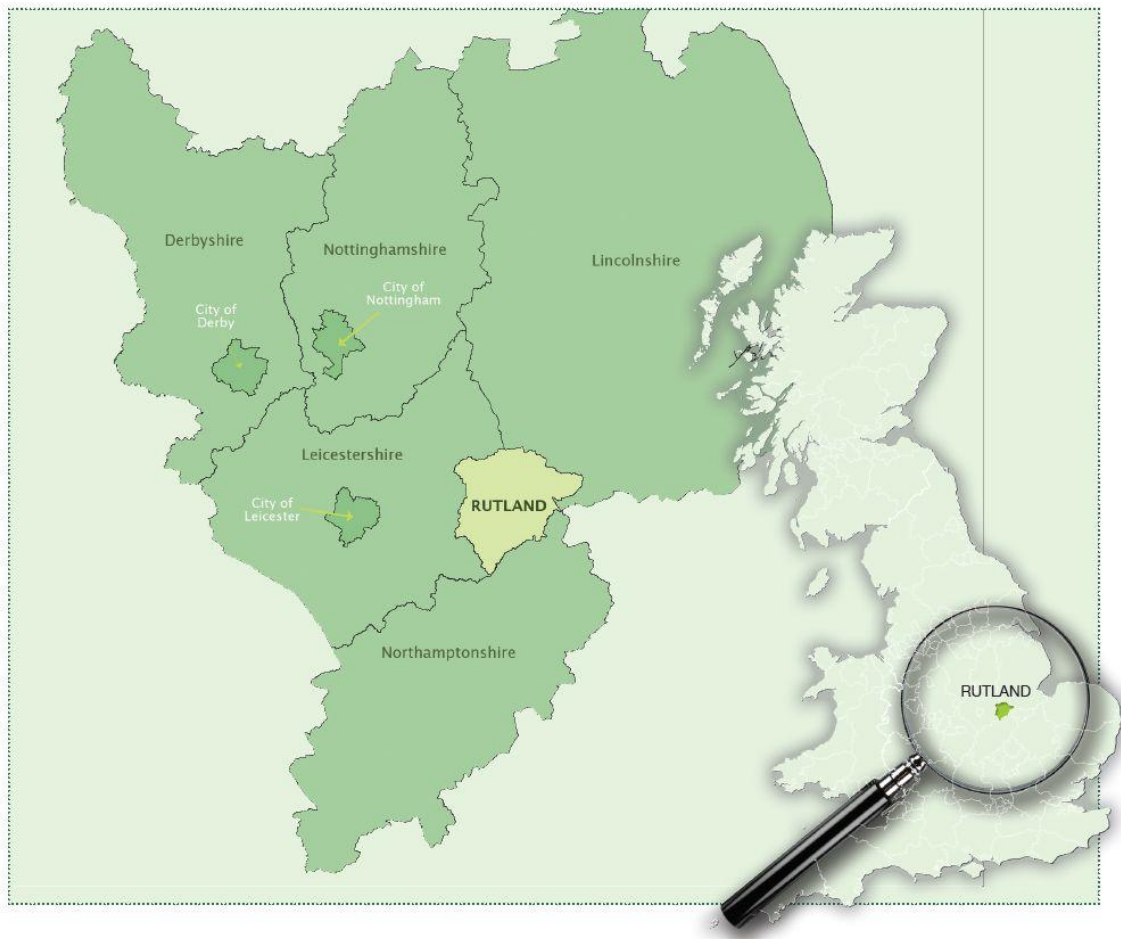 Derbyshire
Nottinghamshire
Lincolnshire
City of
Nottingham
City of
Derby
Leicestershire
City of
Leicester
RUTLAND
Northamptonshire
RUTLAND